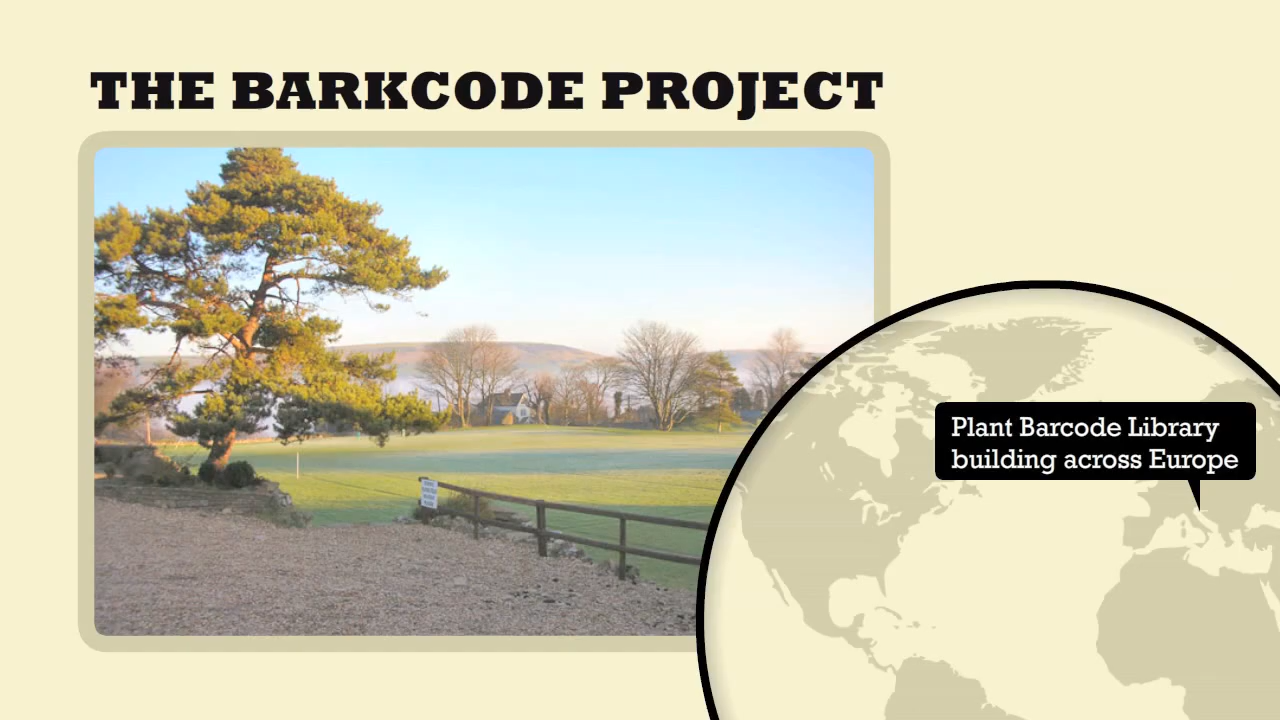 THE BARKCODE PROJECT
Plant Barcode Library
building across Europe